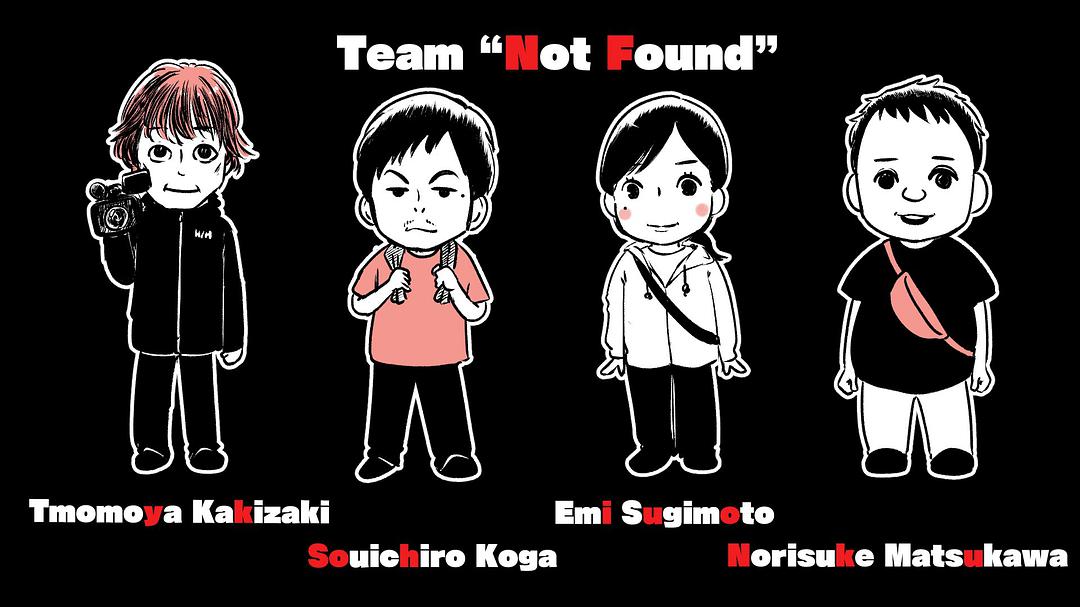 Team “Not Found”
H/H
Tmomoya Kakizaki
Souichiro Koga
Emi Sugimoto
Norisuke Matsukawa